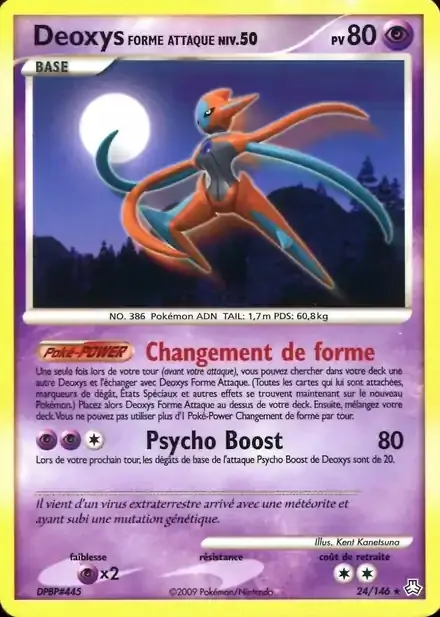 Deoxys FORME ATTAQUE NIV.50 PV 80
BASE
NO. 386 Pokémon ADN TAIL: 1,7m PDS: 60,8kg
Poké-POWER Changement de forme
Une seule fois lors de votre tour (avant votre attaque), vous pouvez chercher dans votre deck une
autre Deoxys et l'échanger avec Deoxys Forme Attaque. (Toutes les cartes qui lui sont attachées,
marqueurs de dégât, États Spéciaux et autres effets se trouvent maintenant sur le nouveau
Pokémon.) Placez alors Deoxys Forme Attaque au dessus de votre deck. Ensuite, mélangez votre
deck. Vous ne pouvez pas utiliser plus d'1 Poké-Power Changement de forme par tour.
Psycho Boost 80
Lors de votre prochain tour, les dégâts de base de l'attaque Psycho Boost de Deoxys sont de 20.
Il vient d'un virus extraterrestre arrivé avec une météorite et
ayant subi une mutation génétique.
Illus. Kent Kanetsuna
faiblesse résistance coût de retraite
x2
DPBP#445 ©2009 Pokémon/Nintendo 24/146 ★